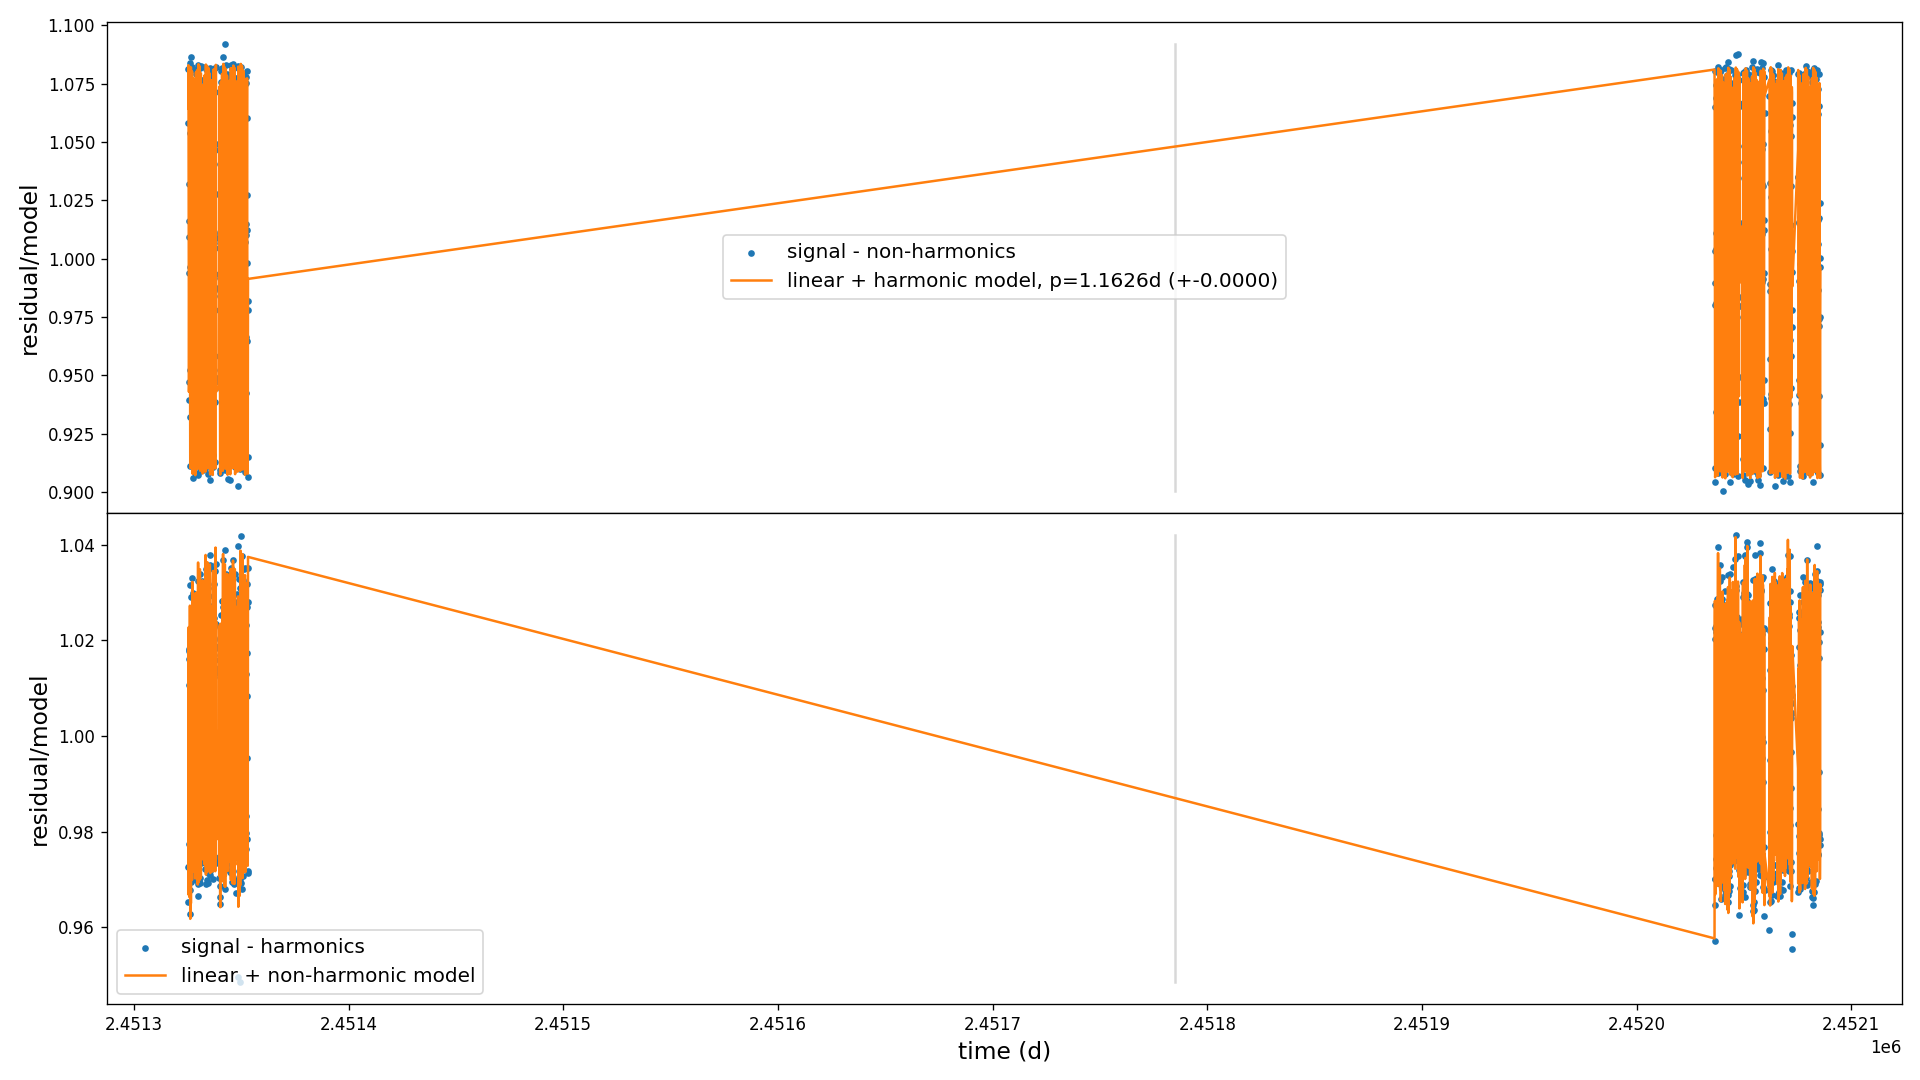 1.100
1.075
1.050
1.025
1.000
0.975
0.950
0.925
0.900
residual/model
signal - non-harmonics
linear + harmonic model, p=1.1626d (+-0.0000)
1.04
1.02
1.00
0.98
0.96
residual/model
signal - harmonics
linear + non-harmonic model
2.4513 2.4514 2.4515 2.4516 2.4517 2.4518 2.4519 2.4520 2.4521
time (d)
1e6